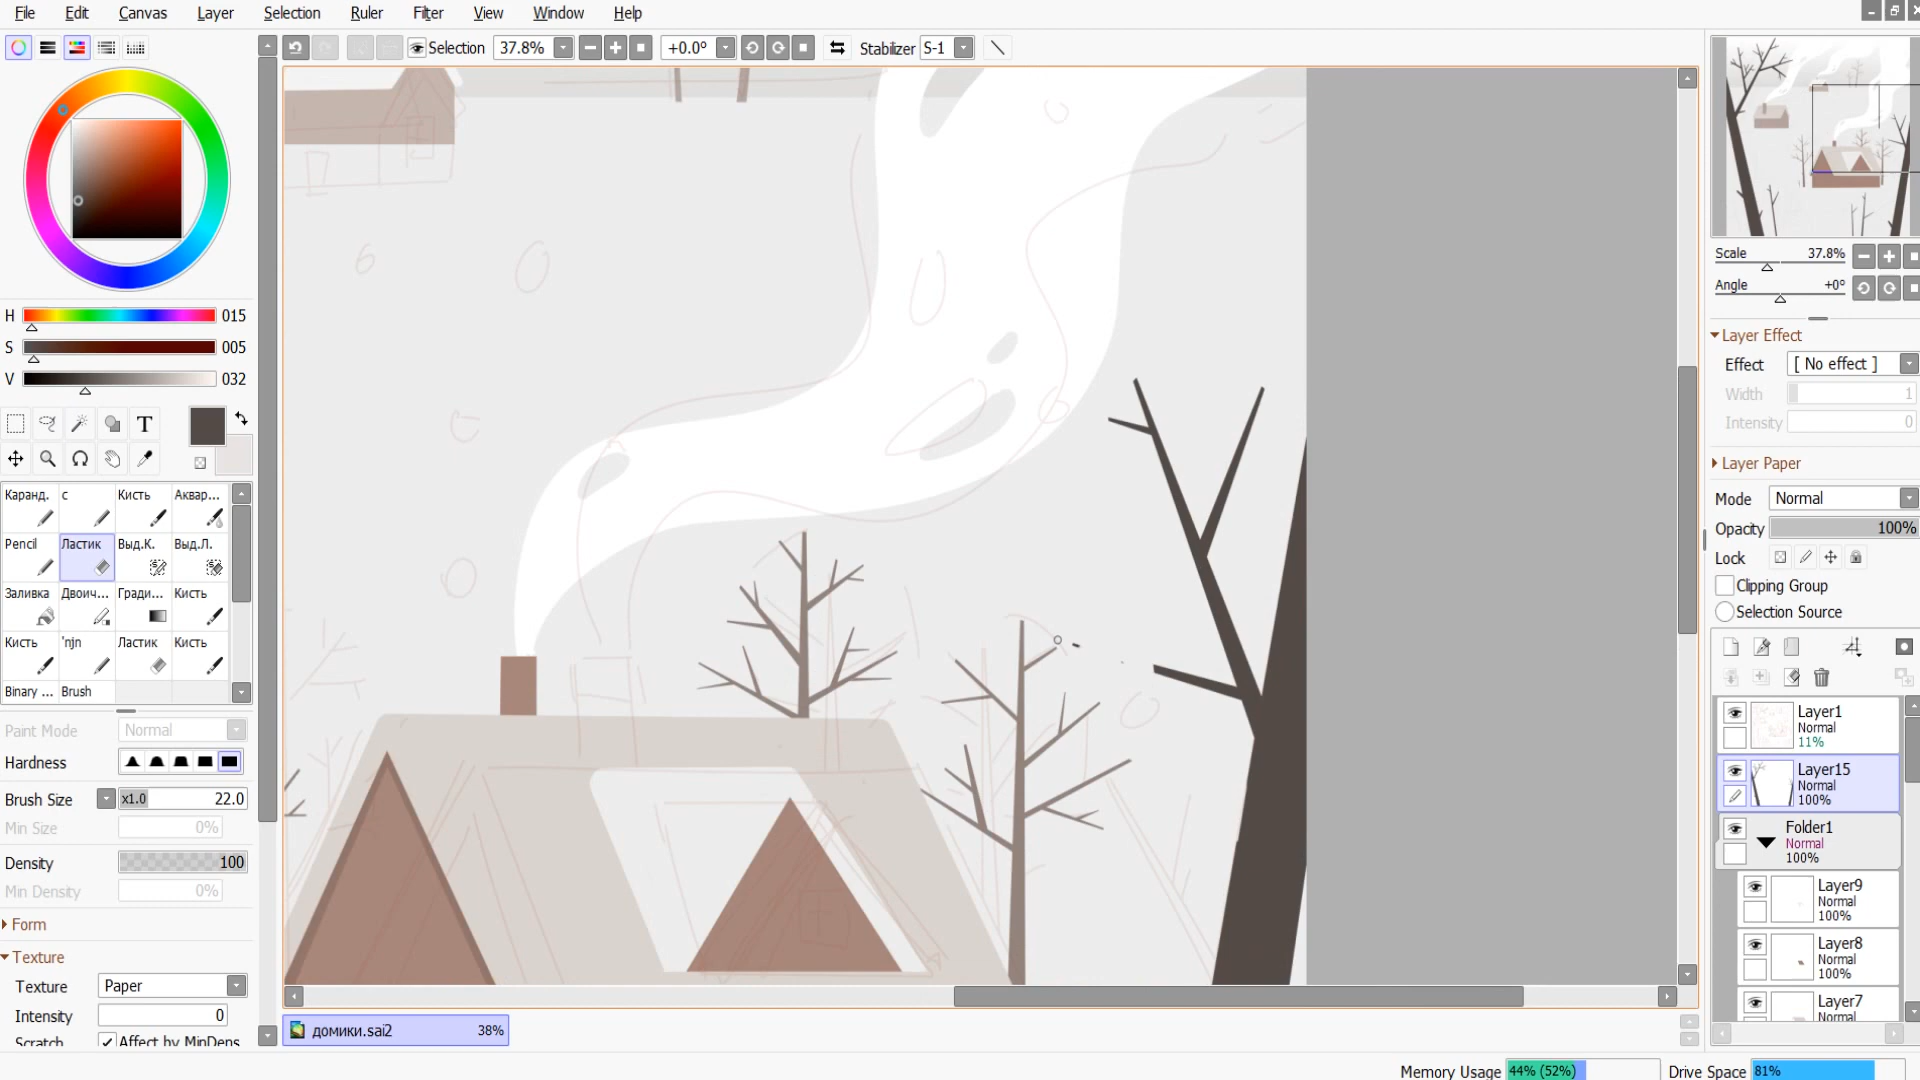 File Edit Canvas Layer Selection Ruler Filter View Window Help
Selection 37.8% +0.0° Stabilizer S-1
H 015
S 005
V 032
T
Каранд. с Кисть Аквар...
Pencil Ластик Выд.К. Выд.Л.
Заливка Двоич... Гради... Кисть
Кисть 'njn Ластик Кисть
Binary ... Brush
Paint Mode Normal
Hardness
Brush Size x1.0 22.0
Min Size 0%
Density 100
Min Density 0%
Form
Texture
Texture Paper
Intensity 0
Scratch Affect by MinDens
домики.sai2 38%
Scale 37.8%
Angle +0°
Layer Effect
Effect [ No effect ]
Width 1
Intensity 0
Layer Paper
Mode Normal
Opacity 100%
Lock
Clipping Group
Selection Source
Layer1
Normal
11%
Layer15
Normal
100%
Folder1
Normal
100%
Layer9
Normal
100%
Layer8
Normal
100%
Layer7
Normal
Memory Usage 44% (52%) Drive Space 81%